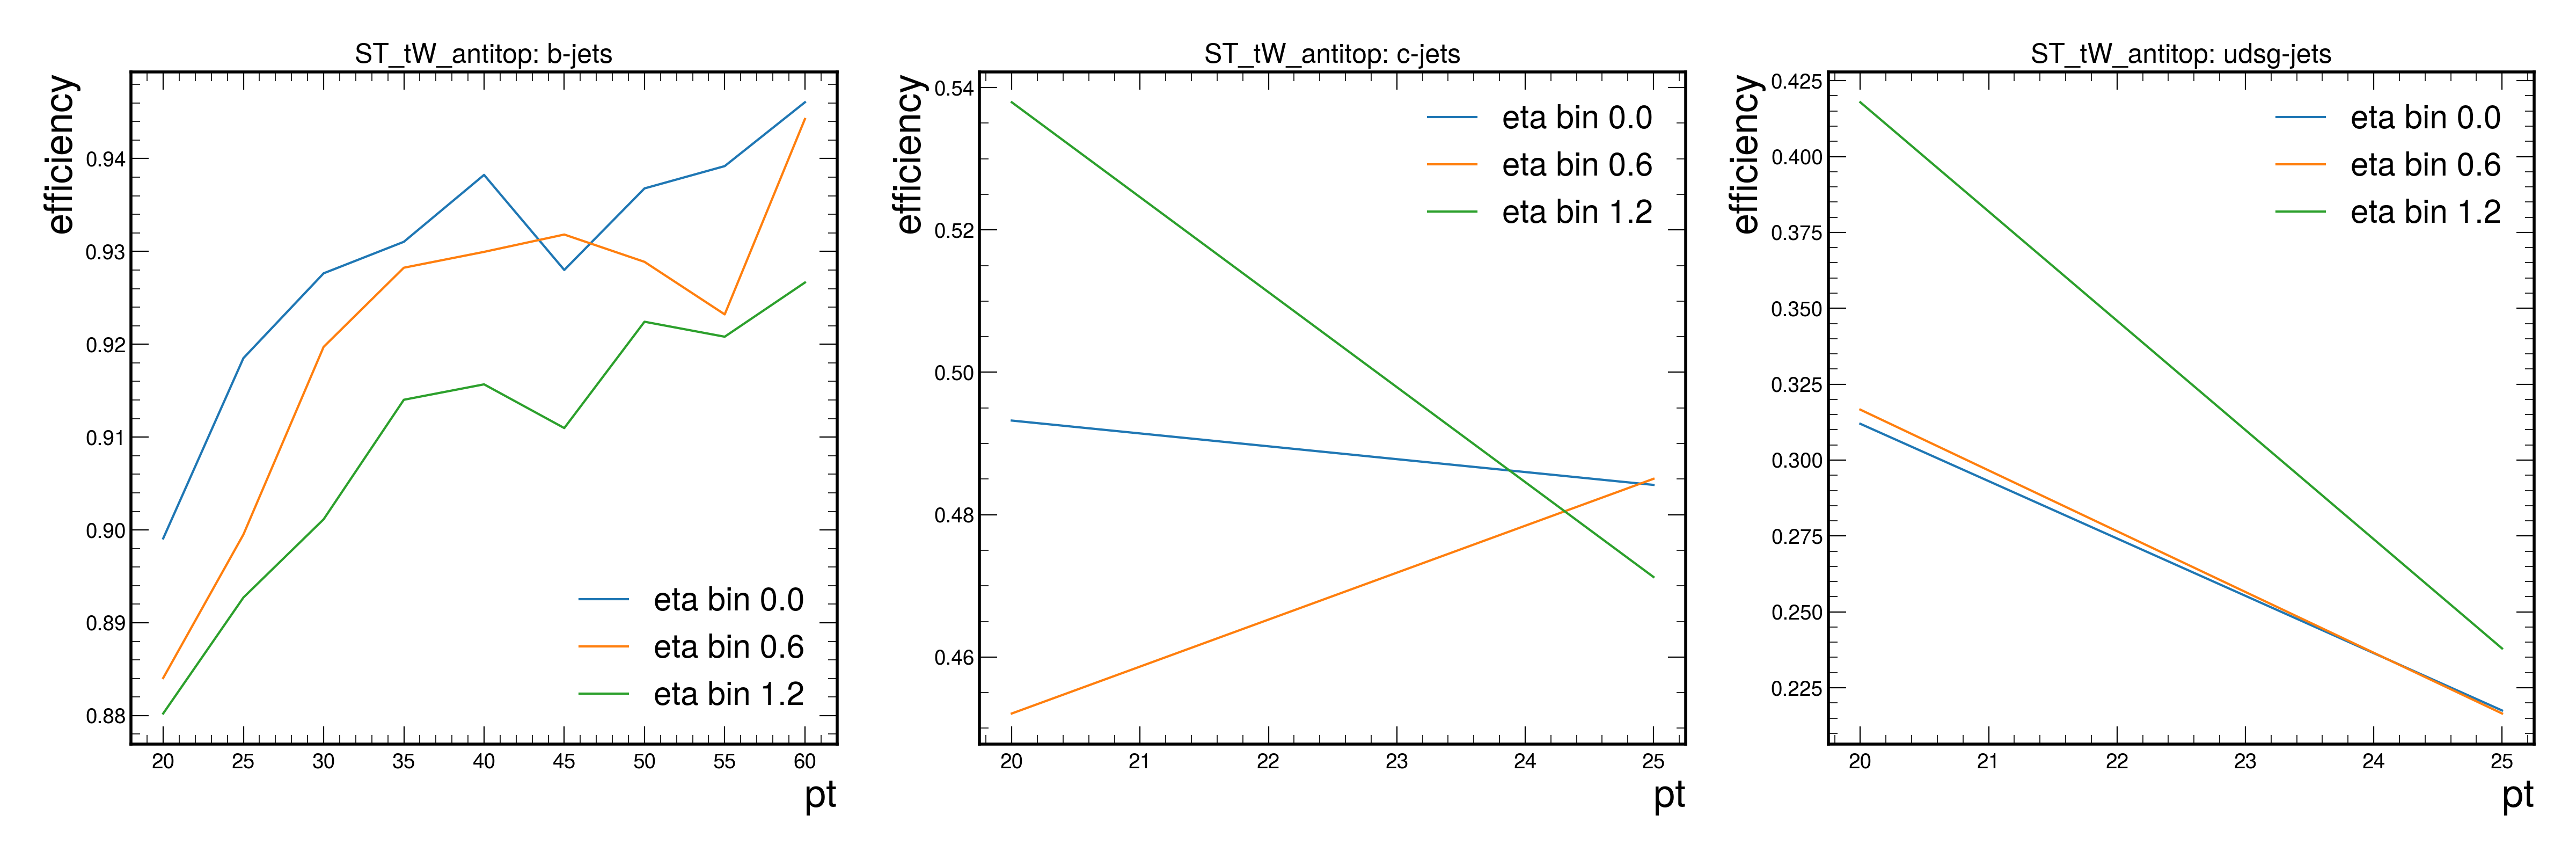 ST_tW_antitop: b-jets
efficiency
0.94
0.93
0.92
0.91
0.90
0.89
0.88
eta bin 0.0
eta bin 0.6
eta bin 1.2
20 25 30 35 40 45 50 55 60
pt
ST_tW_antitop: c-jets
efficiency
0.54
0.52
0.50
0.48
0.46
eta bin 0.0
eta bin 0.6
eta bin 1.2
20 21 22 23 24 25
pt
ST_tW_antitop: udsg-jets
efficiency
0.425
0.400
0.375
0.350
0.325
0.300
0.275
0.250
0.225
eta bin 0.0
eta bin 0.6
eta bin 1.2
20 21 22 23 24 25
pt